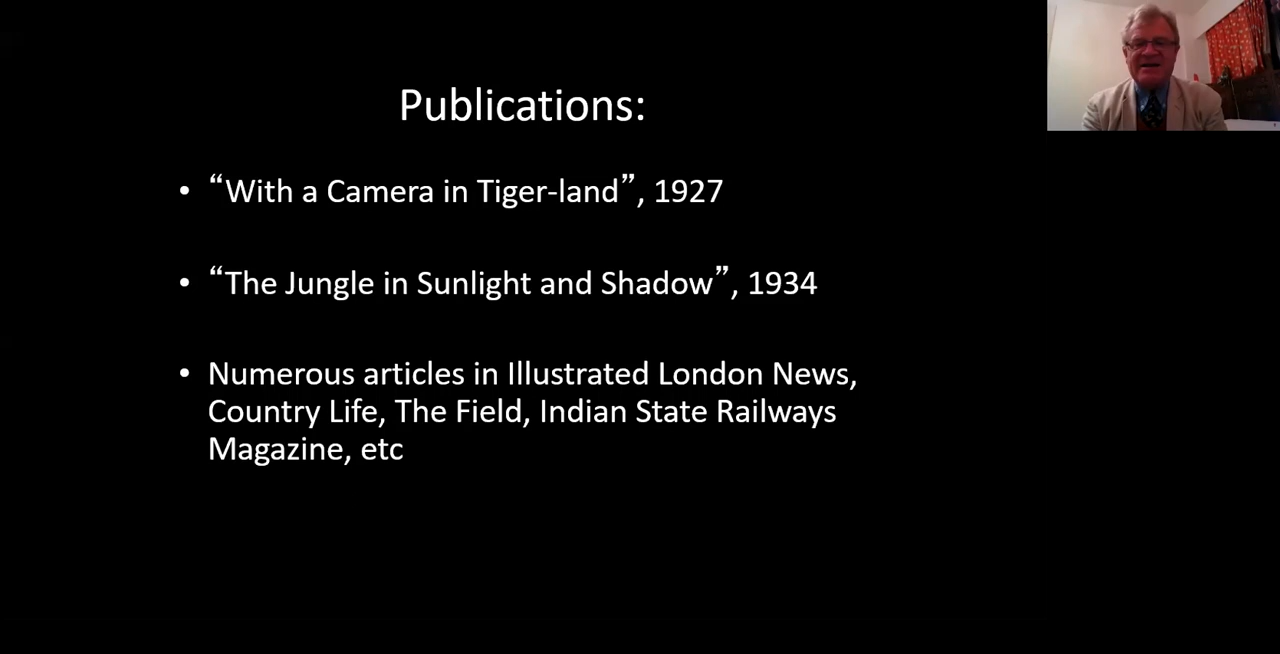 Publications:
• “With a Camera in Tiger-land”, 1927
• “The Jungle in Sunlight and Shadow”, 1934
• Numerous articles in Illustrated London News,
Country Life, The Field, Indian State Railways
Magazine, etc